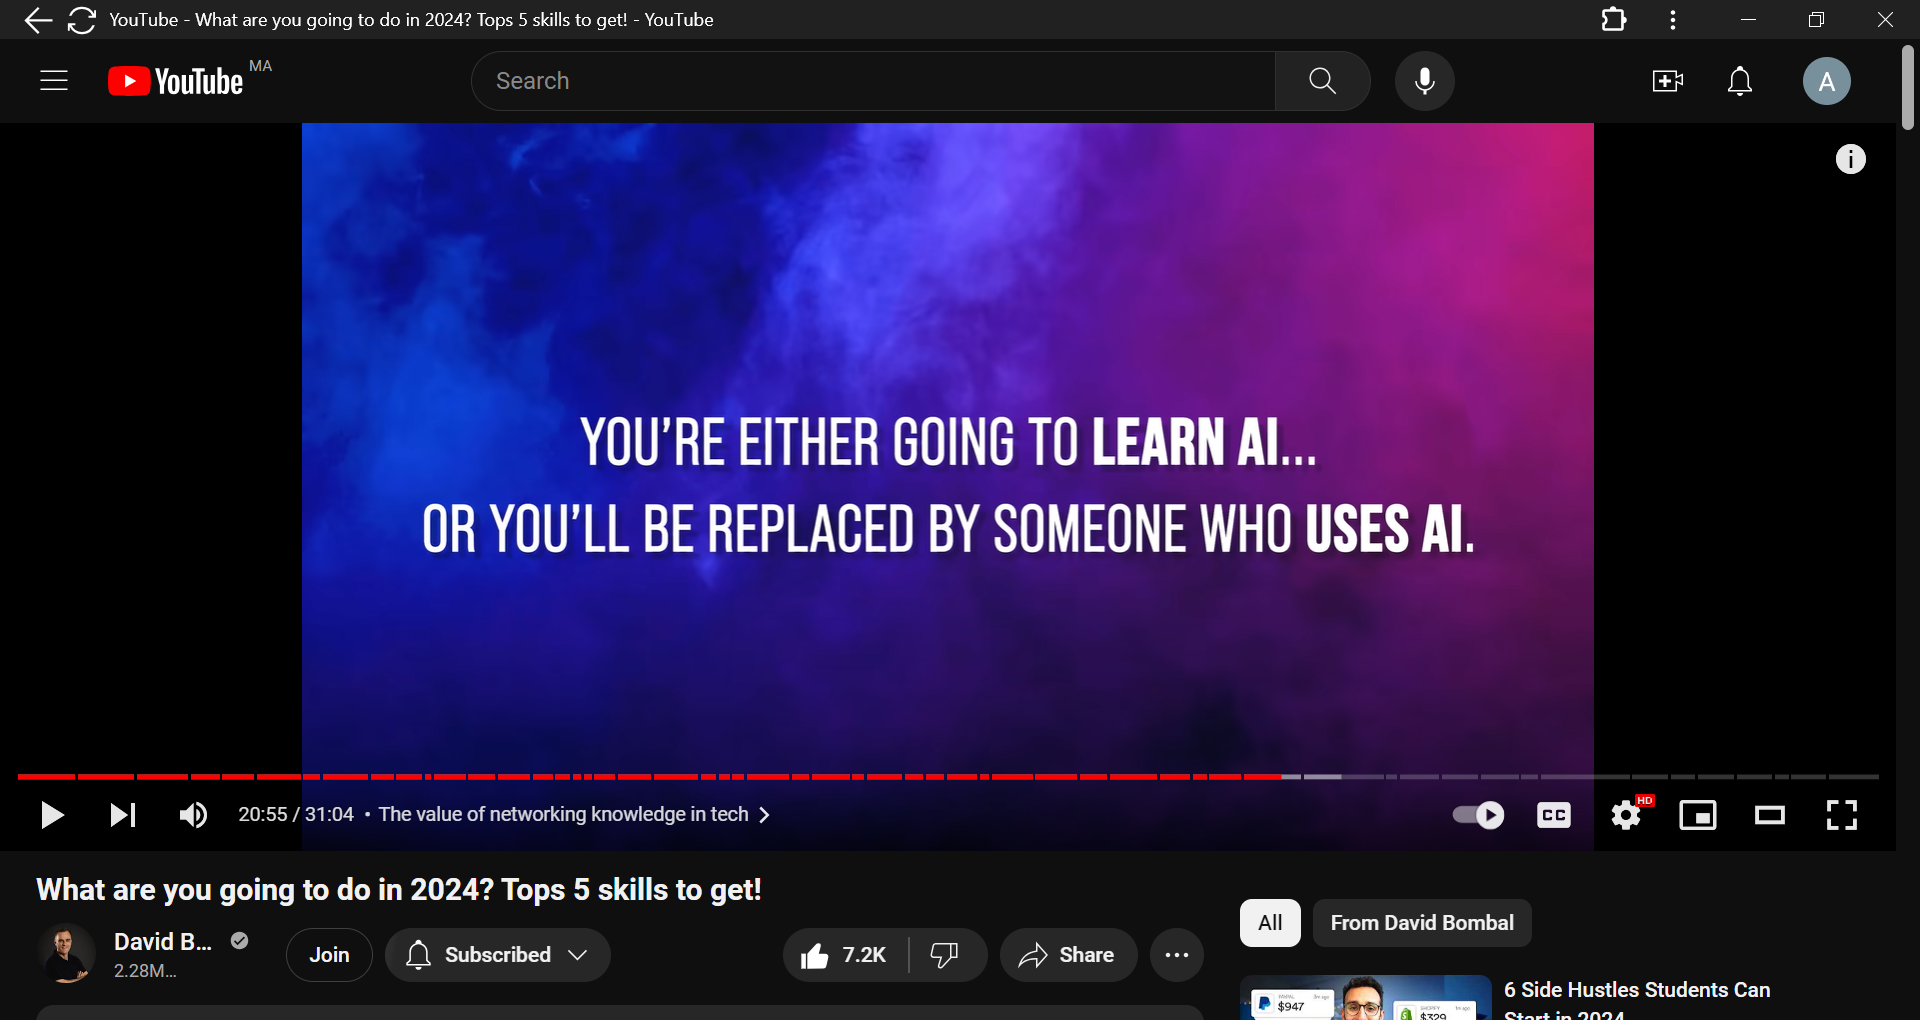 YouTube - What are you going to do in 2024? Tops 5 skills to get! - YouTube
YouTube MA
Search
A
YOU'RE EITHER GOING TO LEARN AI...
OR YOU'LL BE REPLACED BY SOMEONE WHO USES AI.
20:55 / 31:04 • The value of networking knowledge in tech
CC
HD
What are you going to do in 2024? Tops 5 skills to get!
David B...
2.28M...
Join
Subscribed
7.2K
Share
All
From David Bombal
6 Side Hustles Students Can
Start in 2024
$947
$329